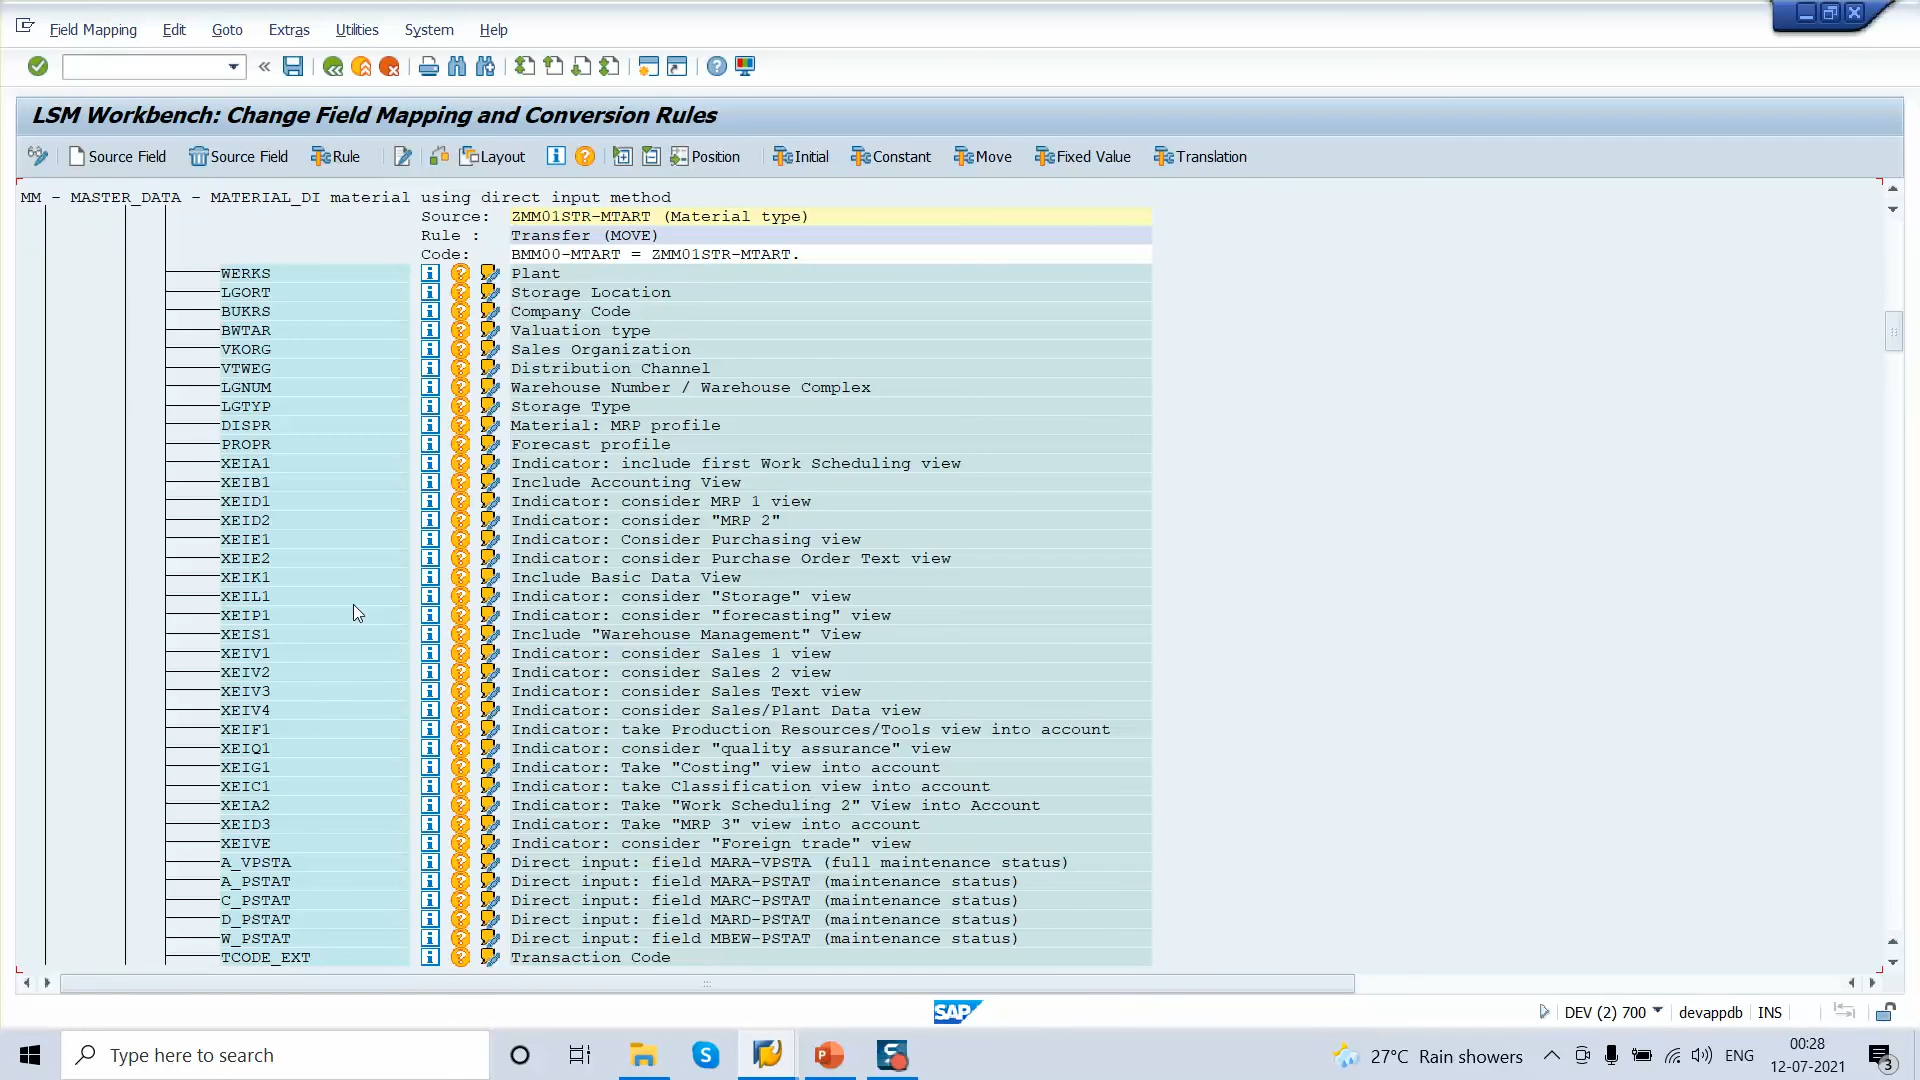 Field Mapping Edit Goto Extras Utilities System Help
LSM Workbench: Change Field Mapping and Conversion Rules
Source Field Source Field Rule Layout Position Initial Constant Move Fixed Value Translation
MM - MASTER_DATA - MATERIAL_DI material using direct input method
Source: ZMM01STR-MTART (Material type)
Rule : Transfer (MOVE)
Code: BMM00-MTART = ZMM01STR-MTART.
WERKS Plant
LGORT Storage Location
BUKRS Company Code
BWTAR Valuation type
VKORG Sales Organization
VTWEG Distribution Channel
LGNUM Warehouse Number / Warehouse Complex
LGTYP Storage Type
DISPR Material: MRP profile
PROPR Forecast profile
XEIA1 Indicator: include first Work Scheduling view
XEIB1 Include Accounting View
XEID1 Indicator: consider MRP 1 view
XEID2 Indicator: consider "MRP 2"
XEIE1 Indicator: Consider Purchasing view
XEIE2 Indicator: consider Purchase Order Text view
XEIK1 Include Basic Data View
XEIL1 Indicator: consider "Storage" view
XEIP1 Indicator: consider "forecasting" view
XEIS1 Include "Warehouse Management" View
XEIV1 Indicator: consider Sales 1 view
XEIV2 Indicator: consider Sales 2 view
XEIV3 Indicator: consider Sales Text view
XEIV4 Indicator: consider Sales/Plant Data view
XEIF1 Indicator: take Production Resources/Tools view into account
XEIQ1 Indicator: consider "quality assurance" view
XEIG1 Indicator: Take "Costing" view into account
XEIC1 Indicator: take Classification view into account
XEIA2 Indicator: Take "Work Scheduling 2" View into Account
XEID3 Indicator: Take "MRP 3" view into account
XEIVE Indicator: consider "Foreign trade" view
A_VPSTA Direct input: field MARA-VPSTA (full maintenance status)
A_PSTAT Direct input: field MARA-PSTAT (maintenance status)
C_PSTAT Direct input: field MARC-PSTAT (maintenance status)
D_PSTAT Direct input: field MARD-PSTAT (maintenance status)
W_PSTAT Direct input: field MBEW-PSTAT (maintenance status)
TCODE_EXT Transaction Code
SAP DEV (2) 700 devappdb INS
Type here to search 27°C Rain showers ENG 00:28
12-07-2021 3